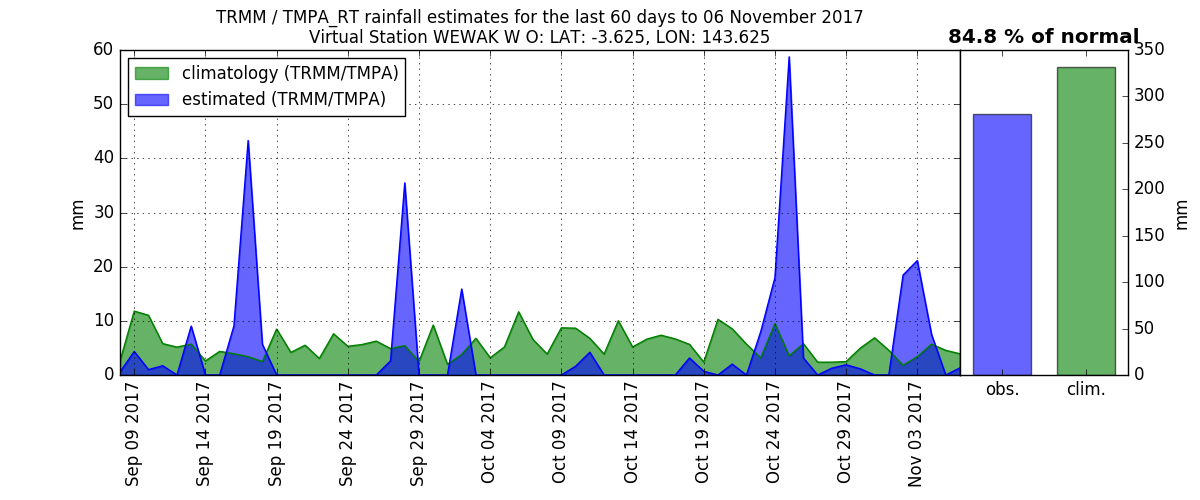 TRMM / TMPA_RT rainfall estimates for the last 60 days to 06 November 2017
Virtual Station WEWAK W O: LAT: -3.625, LON: 143.625
84.8 % of normal
climatology (TRMM/TMPA)
estimated (TRMM/TMPA)
mm
60
50
40
30
20
10
0
Sep 09 2017
Sep 14 2017
Sep 19 2017
Sep 24 2017
Sep 29 2017
Oct 04 2017
Oct 09 2017
Oct 14 2017
Oct 19 2017
Oct 24 2017
Oct 29 2017
Nov 03 2017
obs.
clim.
350
300
250
200
150
100
50
0
mm